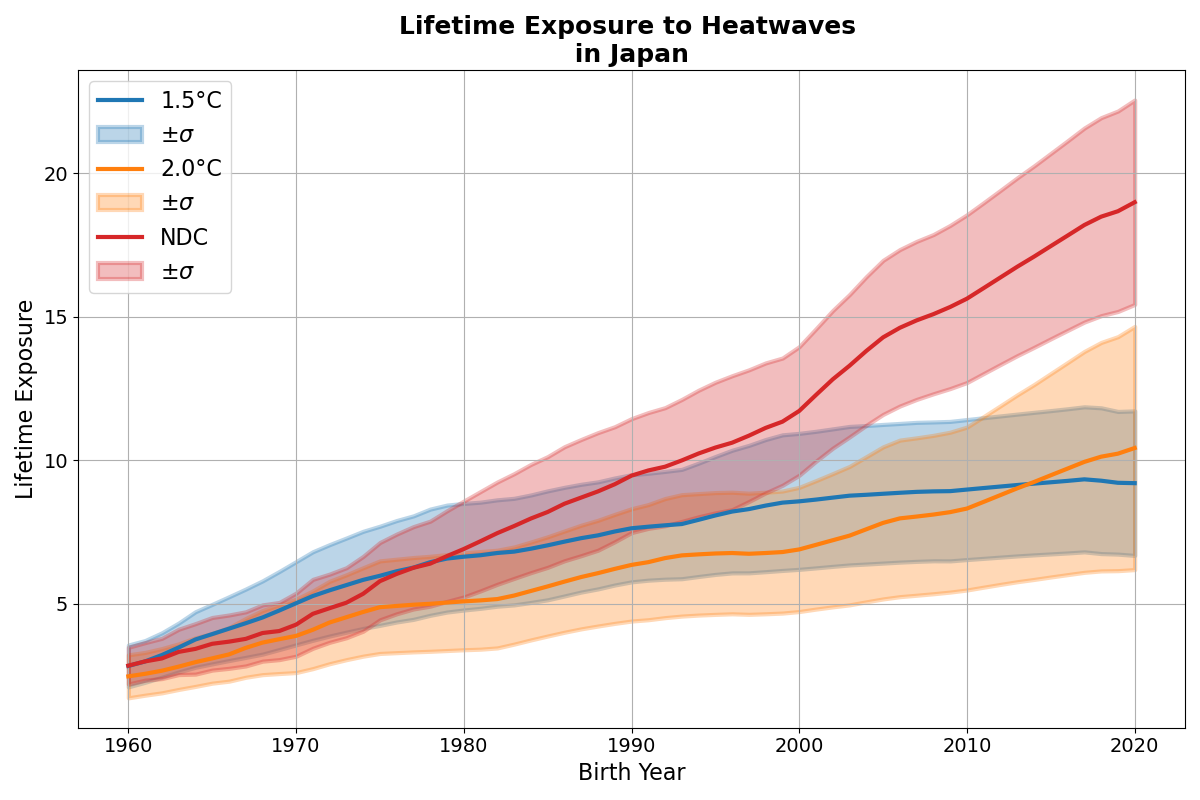 Lifetime Exposure to Heatwaves
in Japan
1.5°C
±σ
2.0°C
±σ
NDC
±σ
Lifetime Exposure
20
15
10
5
1960 1970 1980 1990 2000 2010 2020
Birth Year